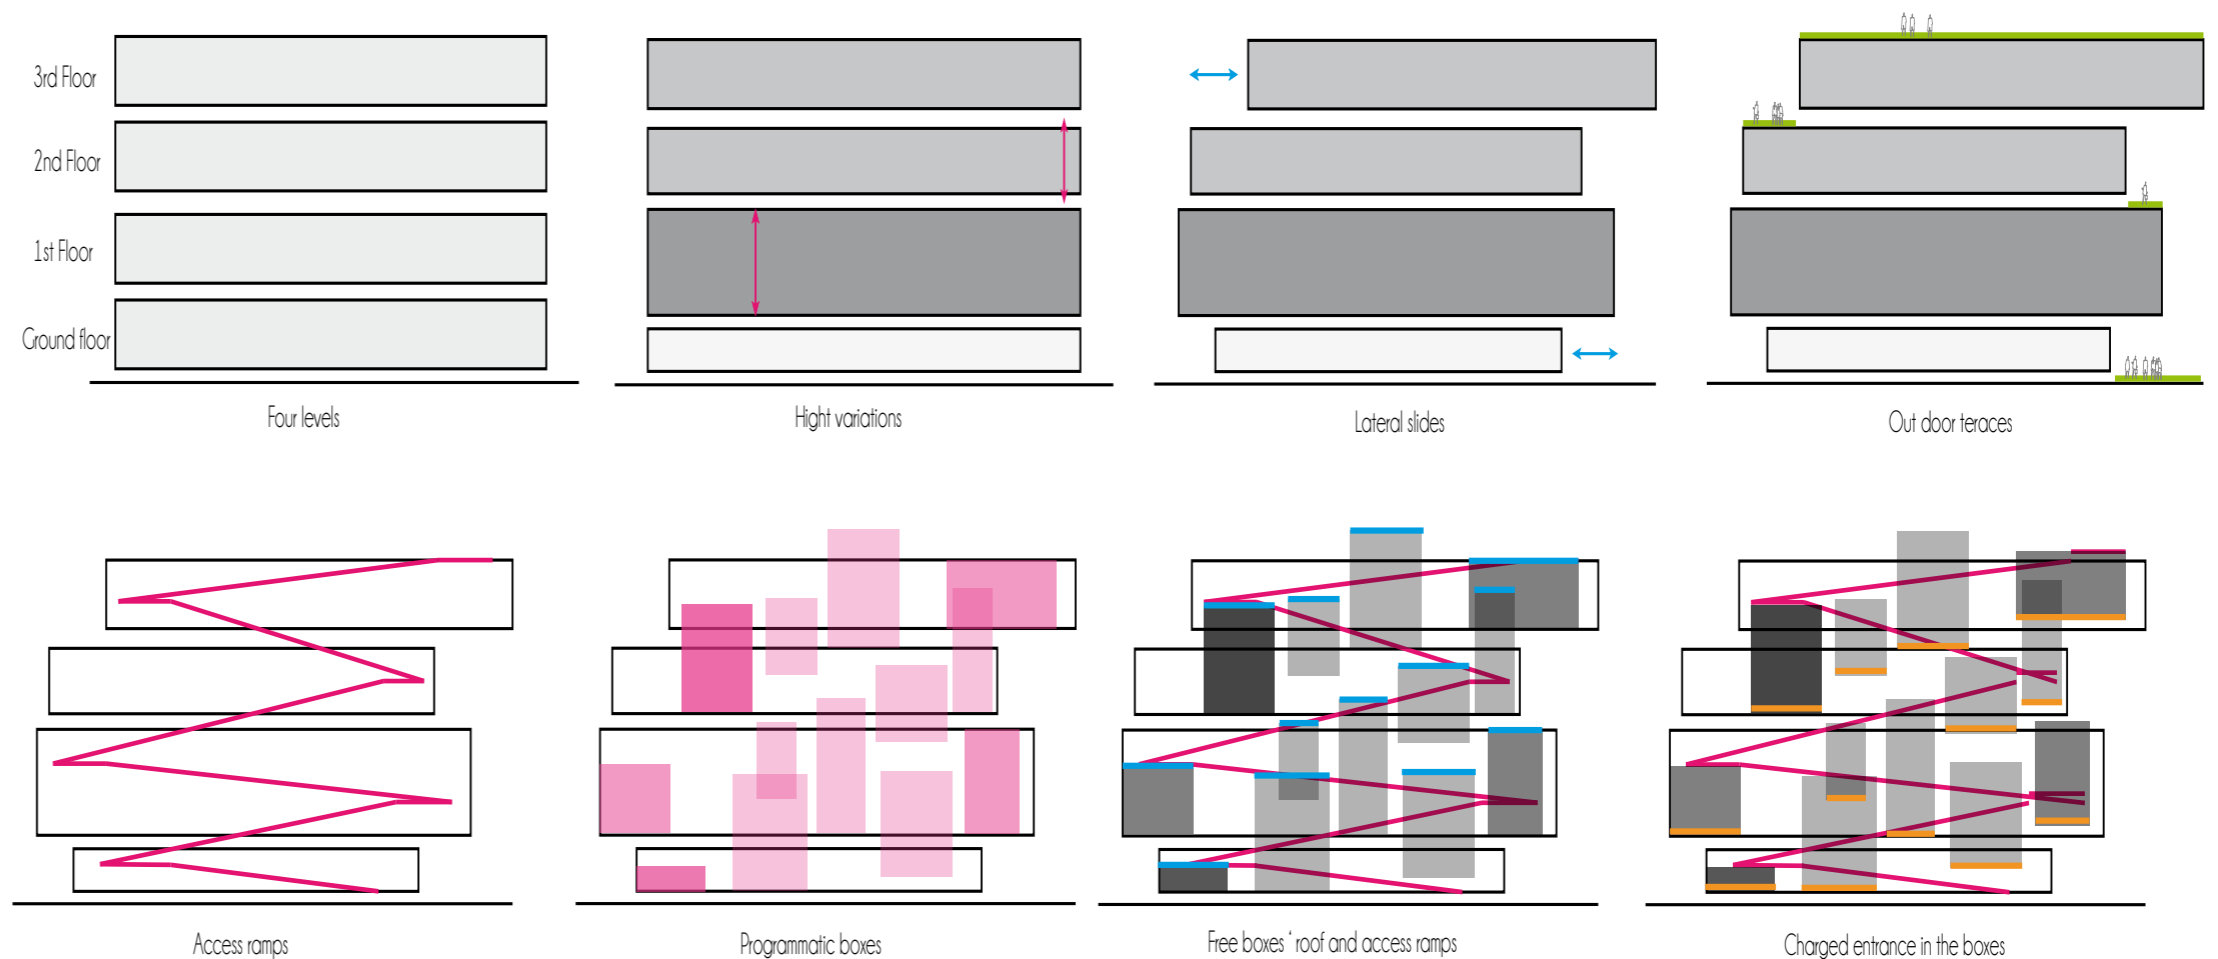 3rd Floor
2nd Floor
1st Floor
Ground floor
Four levels
Hight variations
Lateral slides
Out door teraces
Access ramps
Programmatic boxes
Free boxes ' roof and access ramps
Charged entrance in the boxes